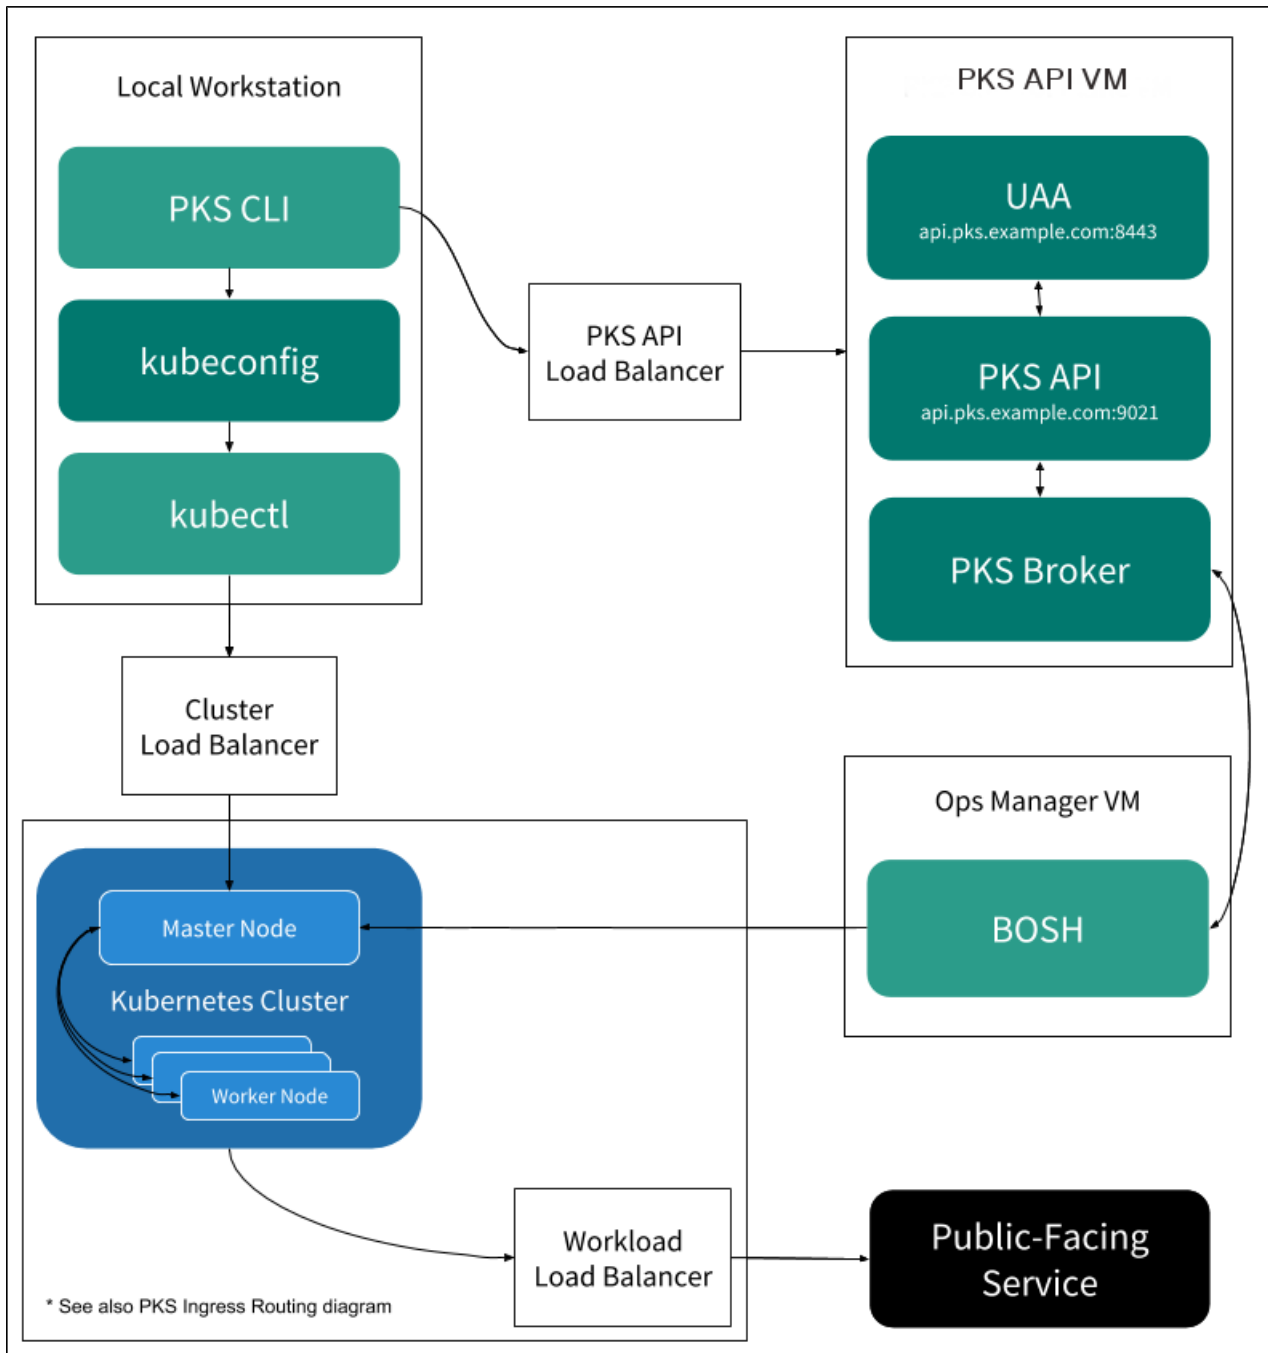 Local Workstation
PKS CLI
kubeconfig
kubectl
PKS API
Load Balancer
PKS API VM
UAA
api.pks.example.com:8443
PKS API
api.pks.example.com:9021
PKS Broker
Cluster
Load Balancer
Ops Manager VM
BOSH
Master Node
Kubernetes Cluster
Worker Node
Workload
Load Balancer
Public-Facing
Service
* See also PKS Ingress Routing diagram